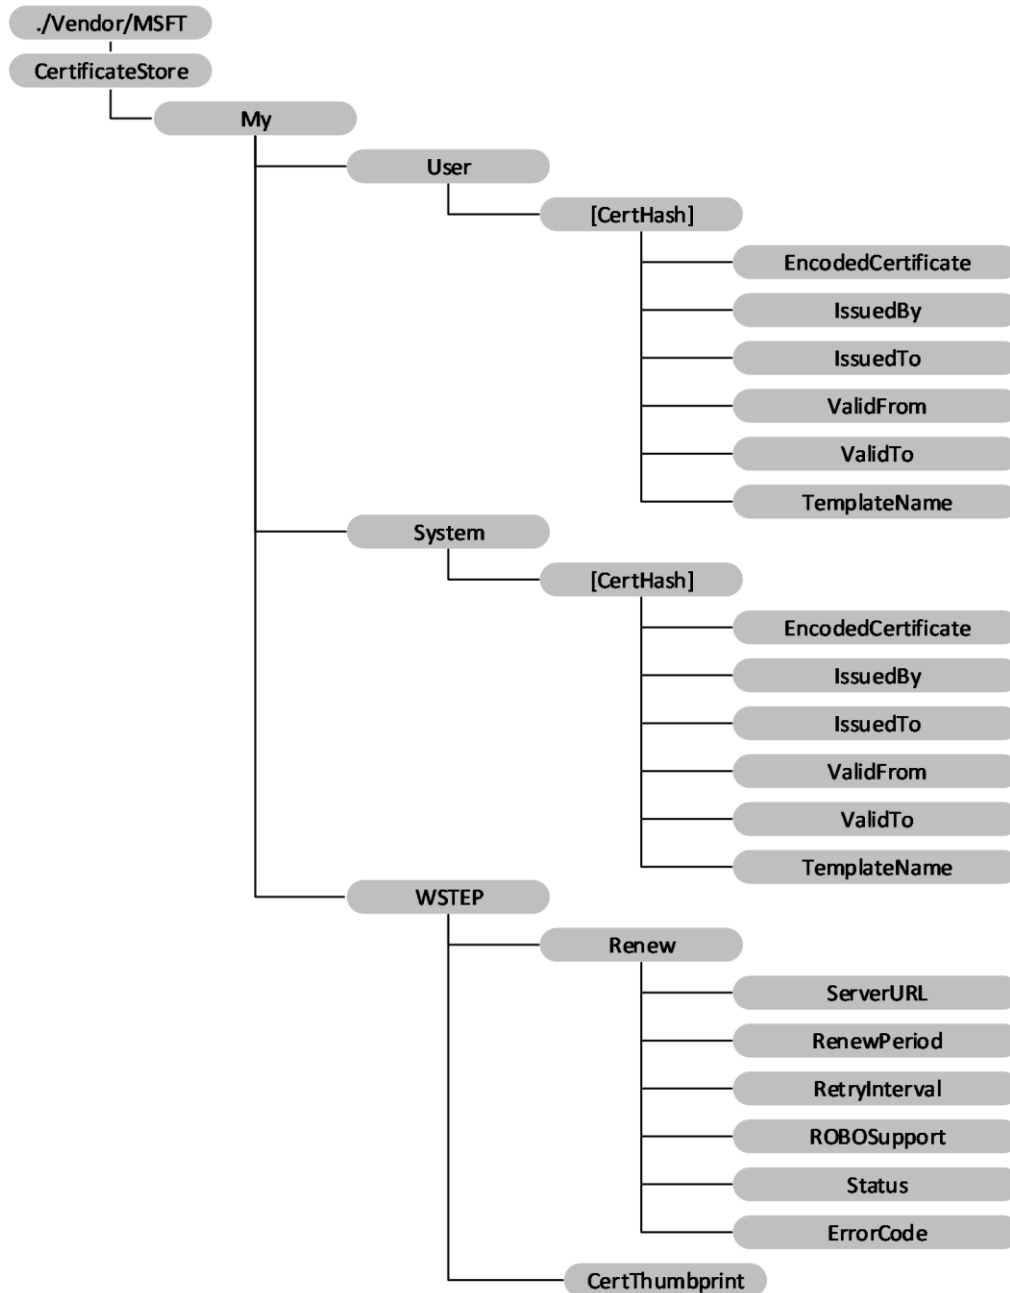 ./Vendor/MSFT
CertificateStore
My
User
[CertHash]
EncodedCertificate
IssuedBy
IssuedTo
ValidFrom
ValidTo
TemplateName
System
[CertHash]
EncodedCertificate
IssuedBy
IssuedTo
ValidFrom
ValidTo
TemplateName
WSTEP
Renew
ServerURL
RenewPeriod
RetryInterval
ROBOSupport
Status
ErrorCode
CertThumbprint